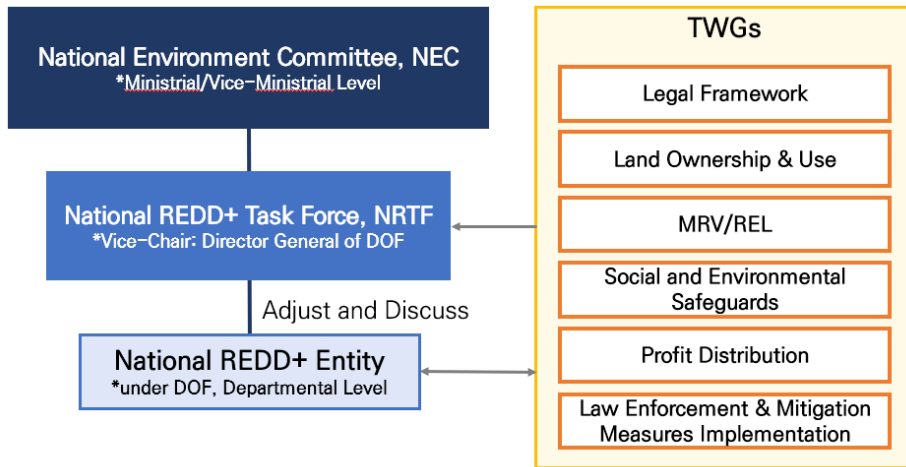 National Environment Committee, NEC
*Ministrial/Vice-Ministrial Level
National REDD+ Task Force, NRTF
*Vice-Chair: Director General of DOF
Adjust and Discuss
National REDD+ Entity
*under DOF, Departmental Level
TWGs
Legal Framework
Land Ownership & Use
MRV/REL
Social and Environmental
Safeguards
Profit Distribution
Law Enforcement & Mitigation
Measures Implementation